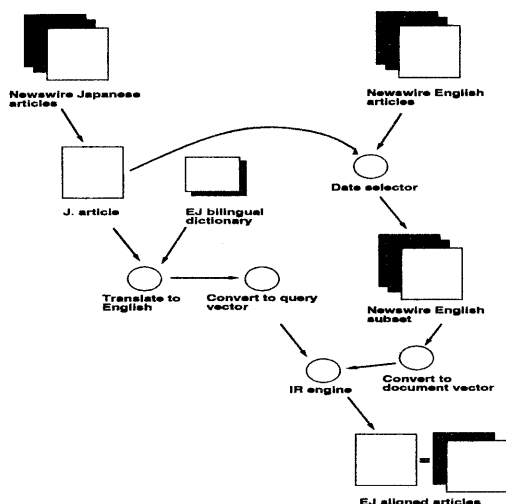 Newswire Japanese
articles
Newswire English
articles
J. article
EJ bilingual
dictionary
Date selector
Translate to
English
Convert to query
vector
Newswire English
subset
IR engine
Convert to
document vector
=
EJ aligned articles